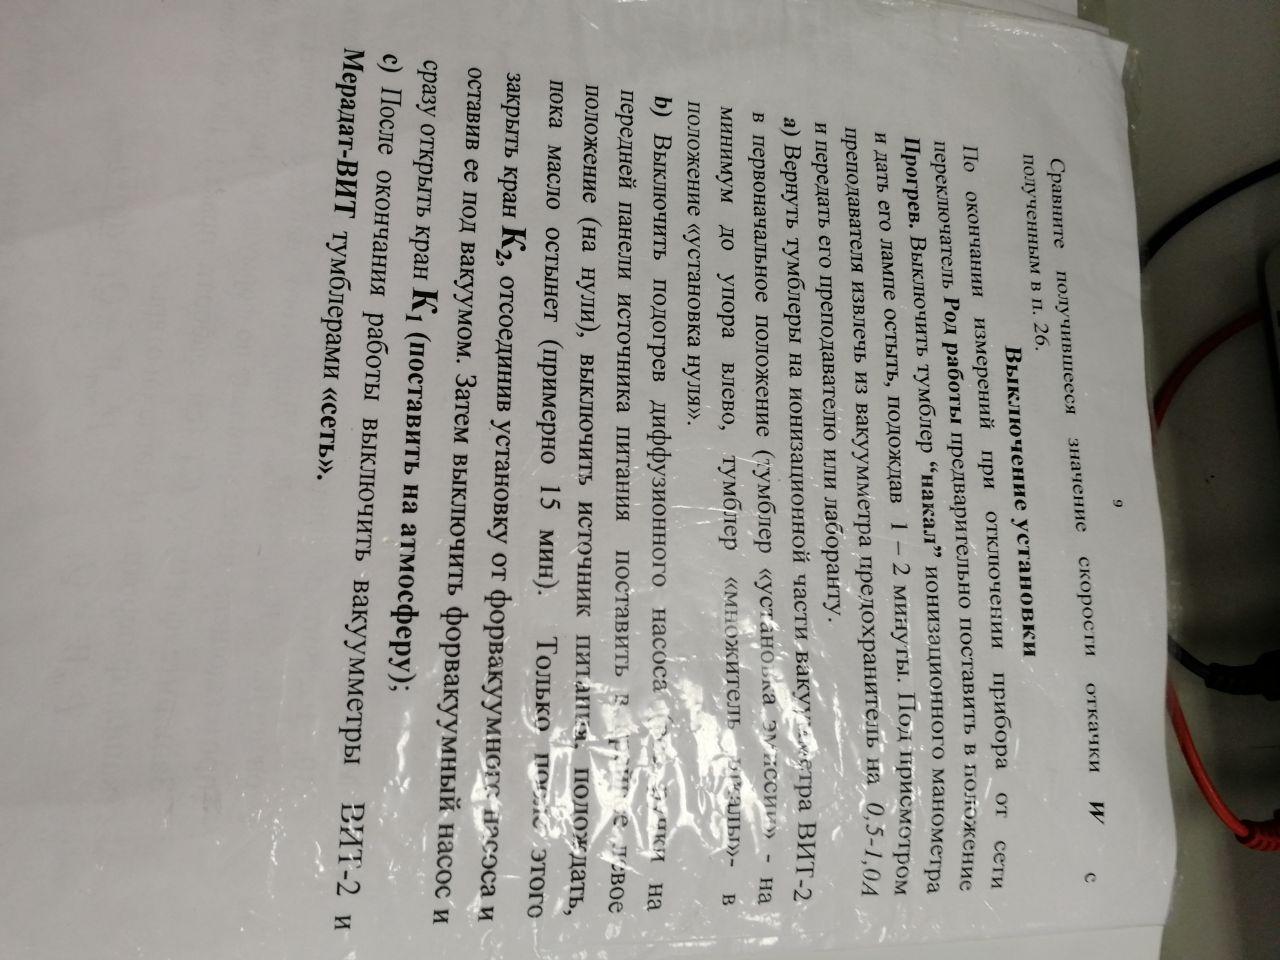 9
Сравните получившееся значение скорости откачки W с
полученным в п. 26.
Выключение установки
По окончании измерений при отключении прибора от сети
переключатель Род работы предварительно поставить в положение
Прогрев. Выключить тумблер “накал” ионизационного манометра
и дать его лампе остыть, подождав 1 – 2 минуты. Под присмотром
преподавателя извлечь из вакуумметра предохранитель на 0,5-1,0А
и передать его преподавателю или лаборанту.
a) Вернуть тумблеры на ионизационной части вакуумметра ВИТ-2
в первоначальное положение (тумблер «установка эмиссии» - на
минимум до упора влево, тумблер «множитель шкалы»- в
положение «установка нуля».
b) Выключить подогрев диффузионного насоса (все ручки на
передней панели источника питания поставить в крайнее левое
положение (на нули), выключить источник питания, подождать,
пока масло остынет (примерно 15 мин). Только после этого
закрыть кран К2, отсоединив установку от форвакуумного насоса и
оставив ее под вакуумом. Затем выключить форвакуумный насос и
сразу открыть кран К1 (поставить на атмосферу);
c) После окончания работы выключить вакуумметры ВИТ-2 и
Мерадат-ВИТ тумблерами «сеть».